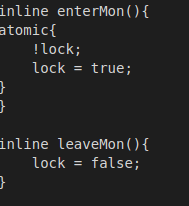 inline enterMon(){
atomic{
    !lock;
    lock = true;
}
}

inline leaveMon(){
    lock = false;
}